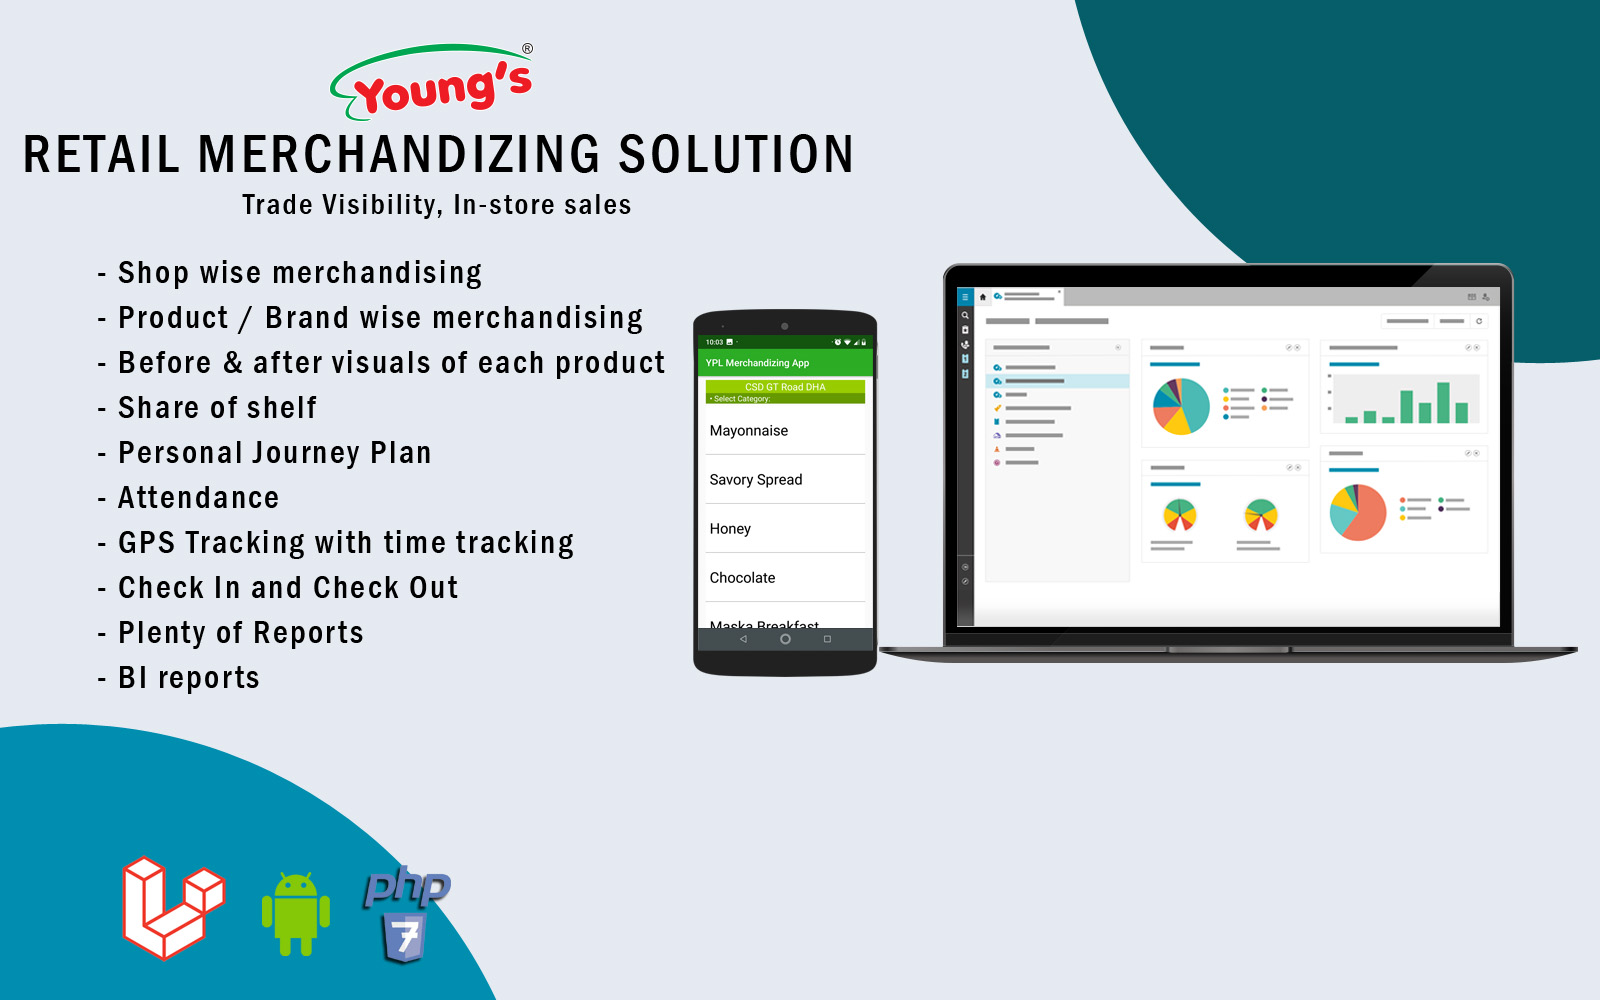 Young's®
RETAIL MERCHANDIZING SOLUTION
Trade Visibility, In-store sales
- Shop wise merchandising
- Product / Brand wise merchandising
- Before & after visuals of each product
- Share of shelf
- Personal Journey Plan
- Attendance
- GPS Tracking with time tracking
- Check In and Check Out
- Plenty of Reports
- BI reports
10:03
YPL Merchandizing App
CSD GT Road DHA
• Select Category:
Mayonnaise
Savory Spread
Honey
Chocolate
Maska Breakfast
php
7